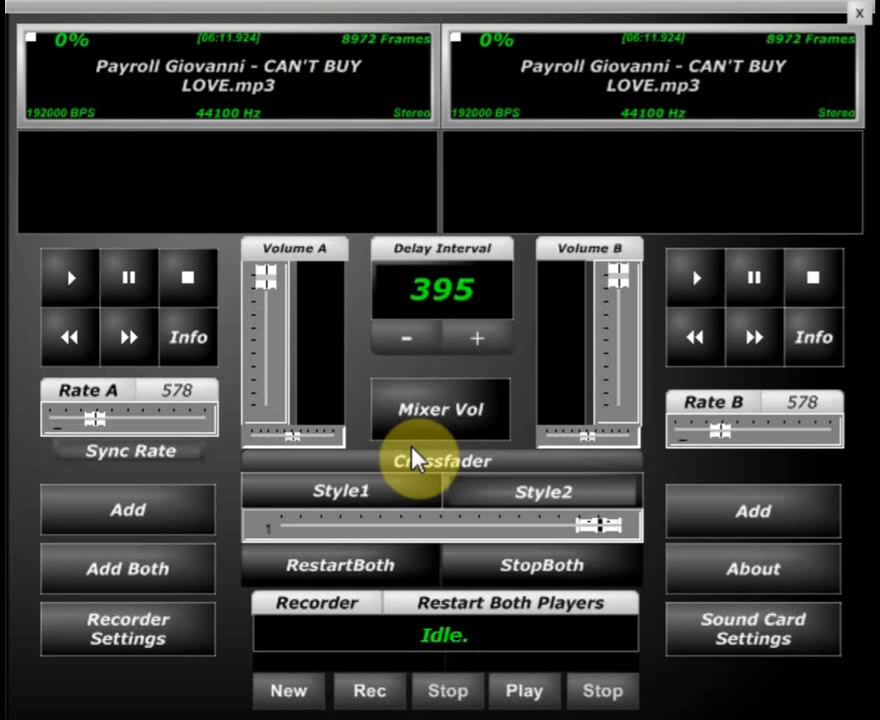 x
0% [06:11.924] 8972 Frames
Payroll Giovanni - CAN'T BUY
LOVE.mp3
192000 BPS 44100 Hz Stereo
0% [06:11.924] 8972 Frames
Payroll Giovanni - CAN'T BUY
LOVE.mp3
192000 BPS 44100 Hz Stereo
Volume A
Delay Interval
Volume B
395
- +
Info
Info
Rate A 578
Mixer Vol
Rate B 578
Sync Rate
Crossfader
Style1 Style2
1
Add
Add
RestartBoth StopBoth
Add Both
About
Recorder
Settings
Recorder Restart Both Players
Idle.
Sound Card
Settings
New Rec Stop Play Stop